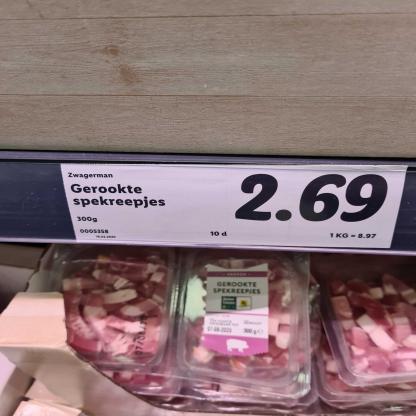 Zwagerman
Gerookte
spekreepjes
300g
0005358
10 d
2.69
1 KG = 8.97
GEROOKTE
SPEKREEPJES
300 g